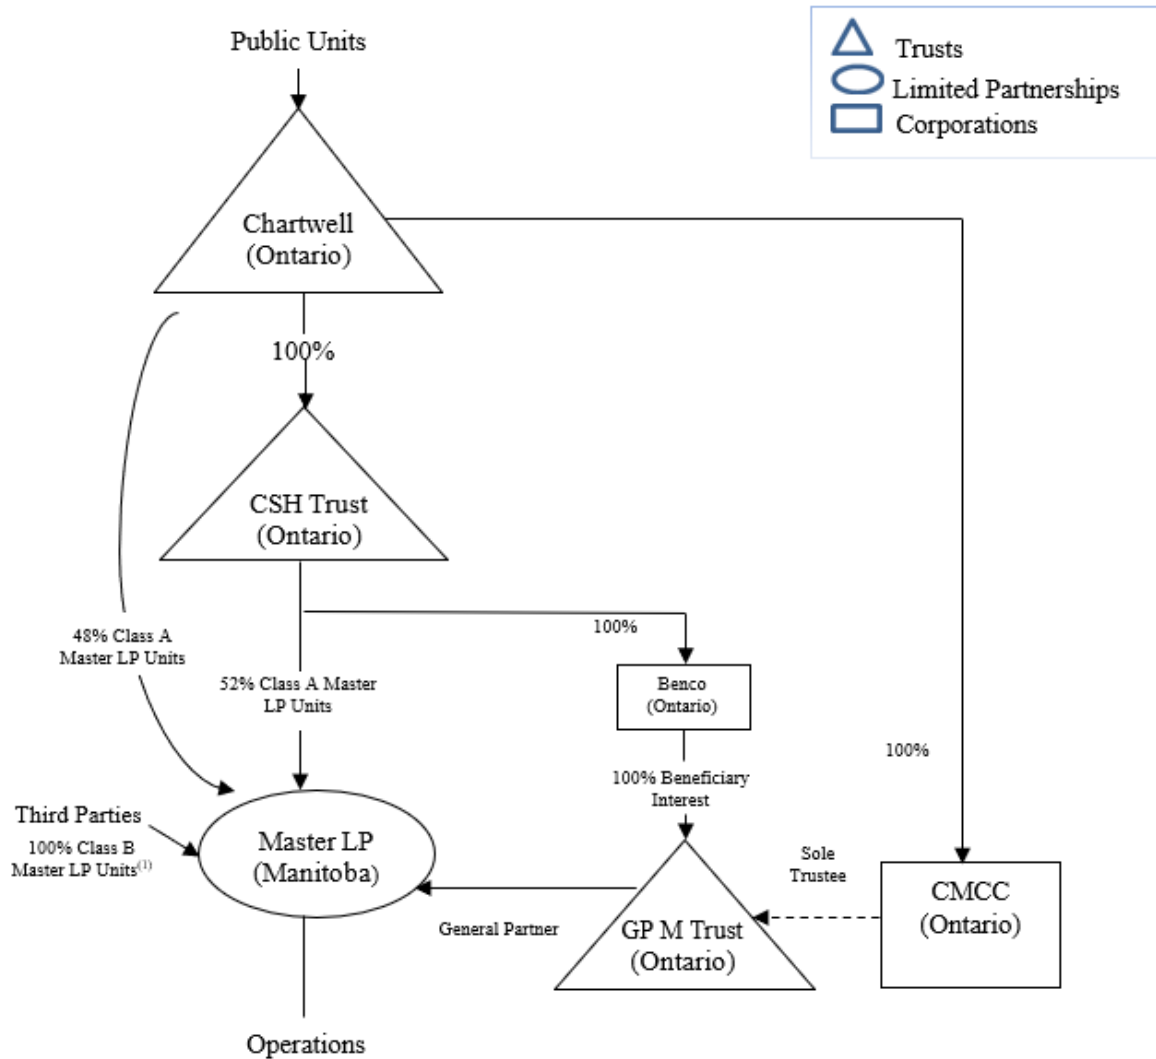 Public Units
Trusts
Limited Partnerships
Corporations
Chartwell
(Ontario)
100%
CSH Trust
(Ontario)
48% Class A
Master LP Units
52% Class A Master
LP Units
100%
Benco
(Ontario)
100% Beneficiary
Interest
100%
Third Parties
100% Class B
Master LP Units(1)
Master LP
(Manitoba)
General Partner
GP M Trust
(Ontario)
Sole
Trustee
CMCC
(Ontario)
Operations